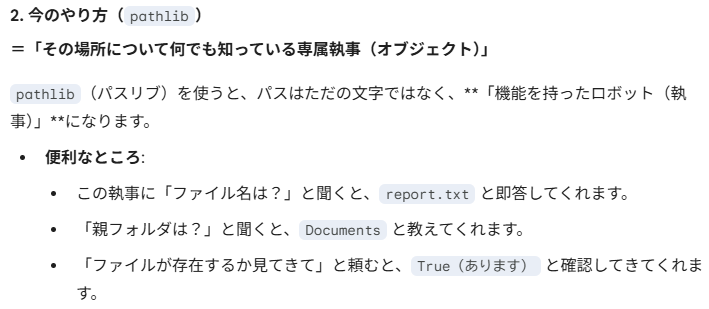 2. 今のやり方（pathlib）
＝「その場所について何でも知っている専属執事（オブジェクト）」
pathlib（パスリブ）を使うと、パスはただの文字ではなく、**「機能を持ったロボット（執
事）」**になります。
• 便利なところ:
• この執事に「ファイル名は？」と聞くと、 report.txt と即答してくれます。
• 「親フォルダは？」と聞くと、 Documents と教えてくれます。
• 「ファイルが存在するか見てきて」と頼むと、 True（あります） と確認してきてくれま
す。